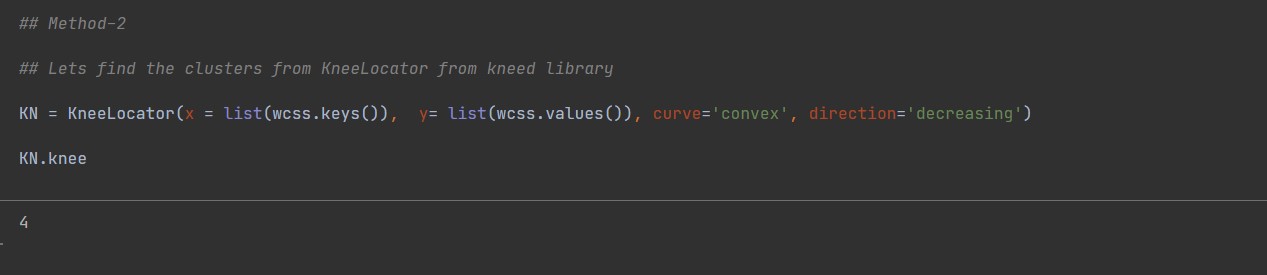 ## Method-2
## Lets find the clusters from KneeLocator from kneed library
KN = KneeLocator(x = list(wcss.keys()),  y= list(wcss.values()), curve='convex', direction='decreasing')
KN.knee
4